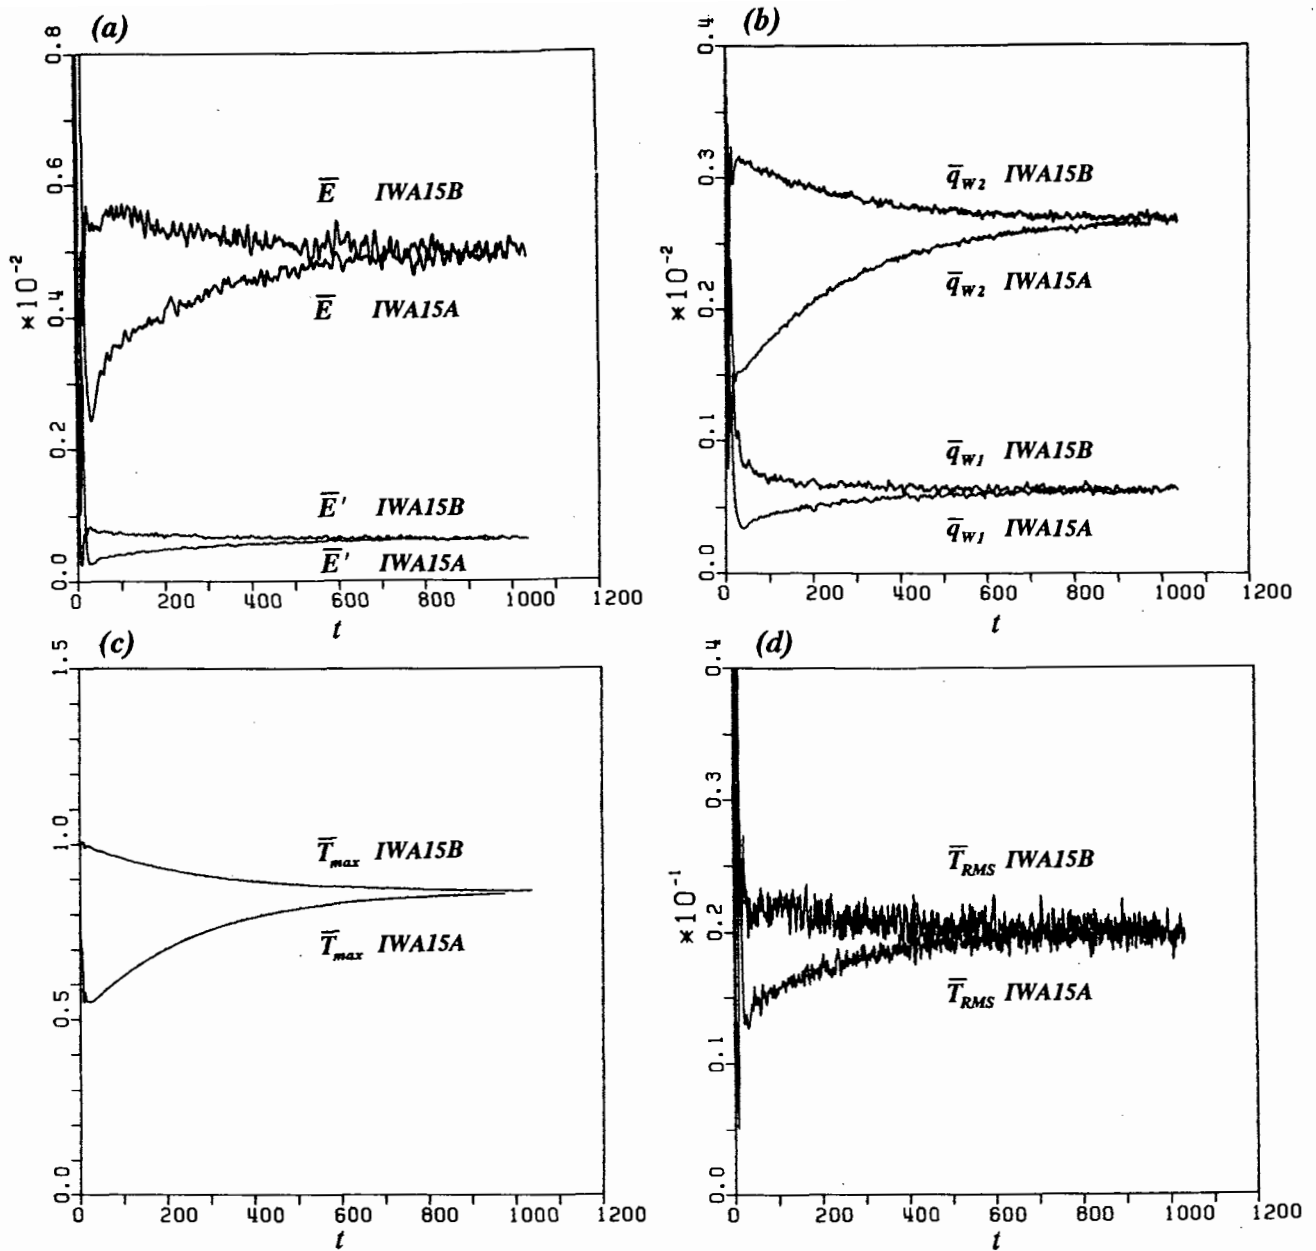 (a)
0.8
0.6
0.4
0.2
0.0
*10⁻²
E̅ IWA15B
E̅ IWA15A
E̅' IWA15B
E̅' IWA15A
0 200 400 600 800 1000 1200
t
(b)
0.4
0.3
0.2
0.1
0.0
*10⁻²
q̅W2 IWA15B
q̅W2 IWA15A
q̅W1 IWA15B
q̅W1 IWA15A
0 200 400 600 800 1000 1200
t
(c)
1.5
1.0
0.5
0.0
T̅max IWA15B
T̅max IWA15A
0 200 400 600 800 1000 1200
t
(d)
0.4
0.3
0.2
0.1
0.0
*10⁻¹
T̅RMS IWA15B
T̅RMS IWA15A
0 200 400 600 800 1000 1200
t